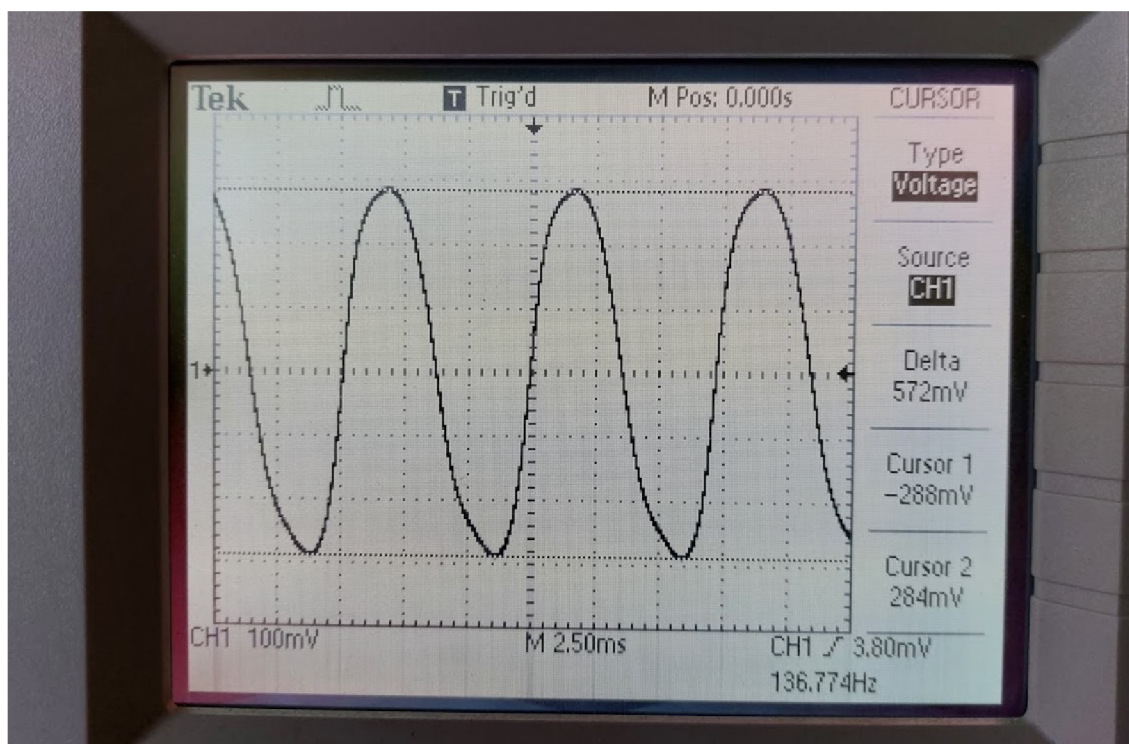 Tek T Trig'd M Pos: 0.000s CURSOR
Type
Voltage
Source
CH1
Delta
572mV
Cursor 1
-288mV
Cursor 2
284mV
1
CH1 100mV M 2.50ms CH1 3.80mV
136.774Hz